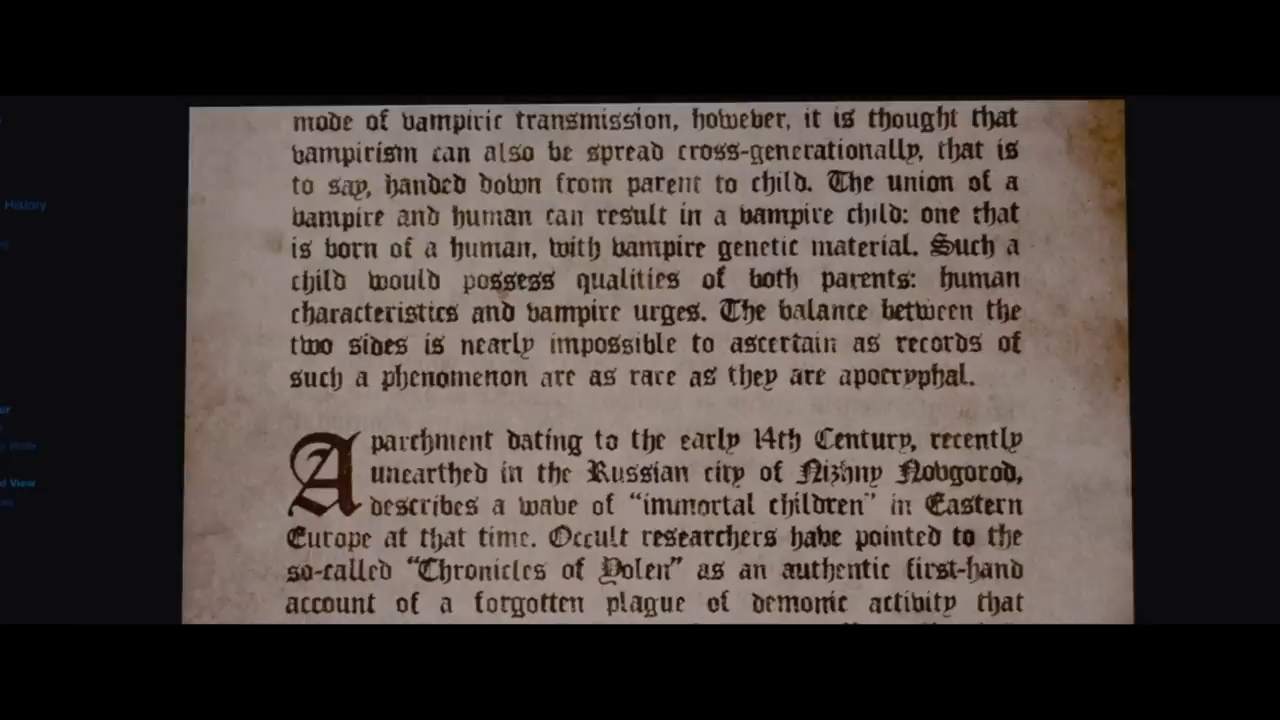 mode of vampiric transmission, however, it is thought that
vampirism can also be spread cross-generationally, that is
to say, handed down from parent to child. The union of a
vampire and human can result in a vampire child: one that
is born of a human, with vampire genetic material. Such a
child would possess qualities of both parents: human
characteristics and vampire urges. The balance between the
two sides is nearly impossible to ascertain as records of
such a phenomenon are as rare as they are apocryphal.
A parchment dating to the early 14th Century, recently
unearthed in the Russian city of Nizhny Novgorod,
describes a wave of “immortal children” in Eastern
Europe at that time. Occult researchers have pointed to the
so-called “Chronicles of Yolen” as an authentic first-hand
account of a forgotten plague of demonic activity that
History
d View